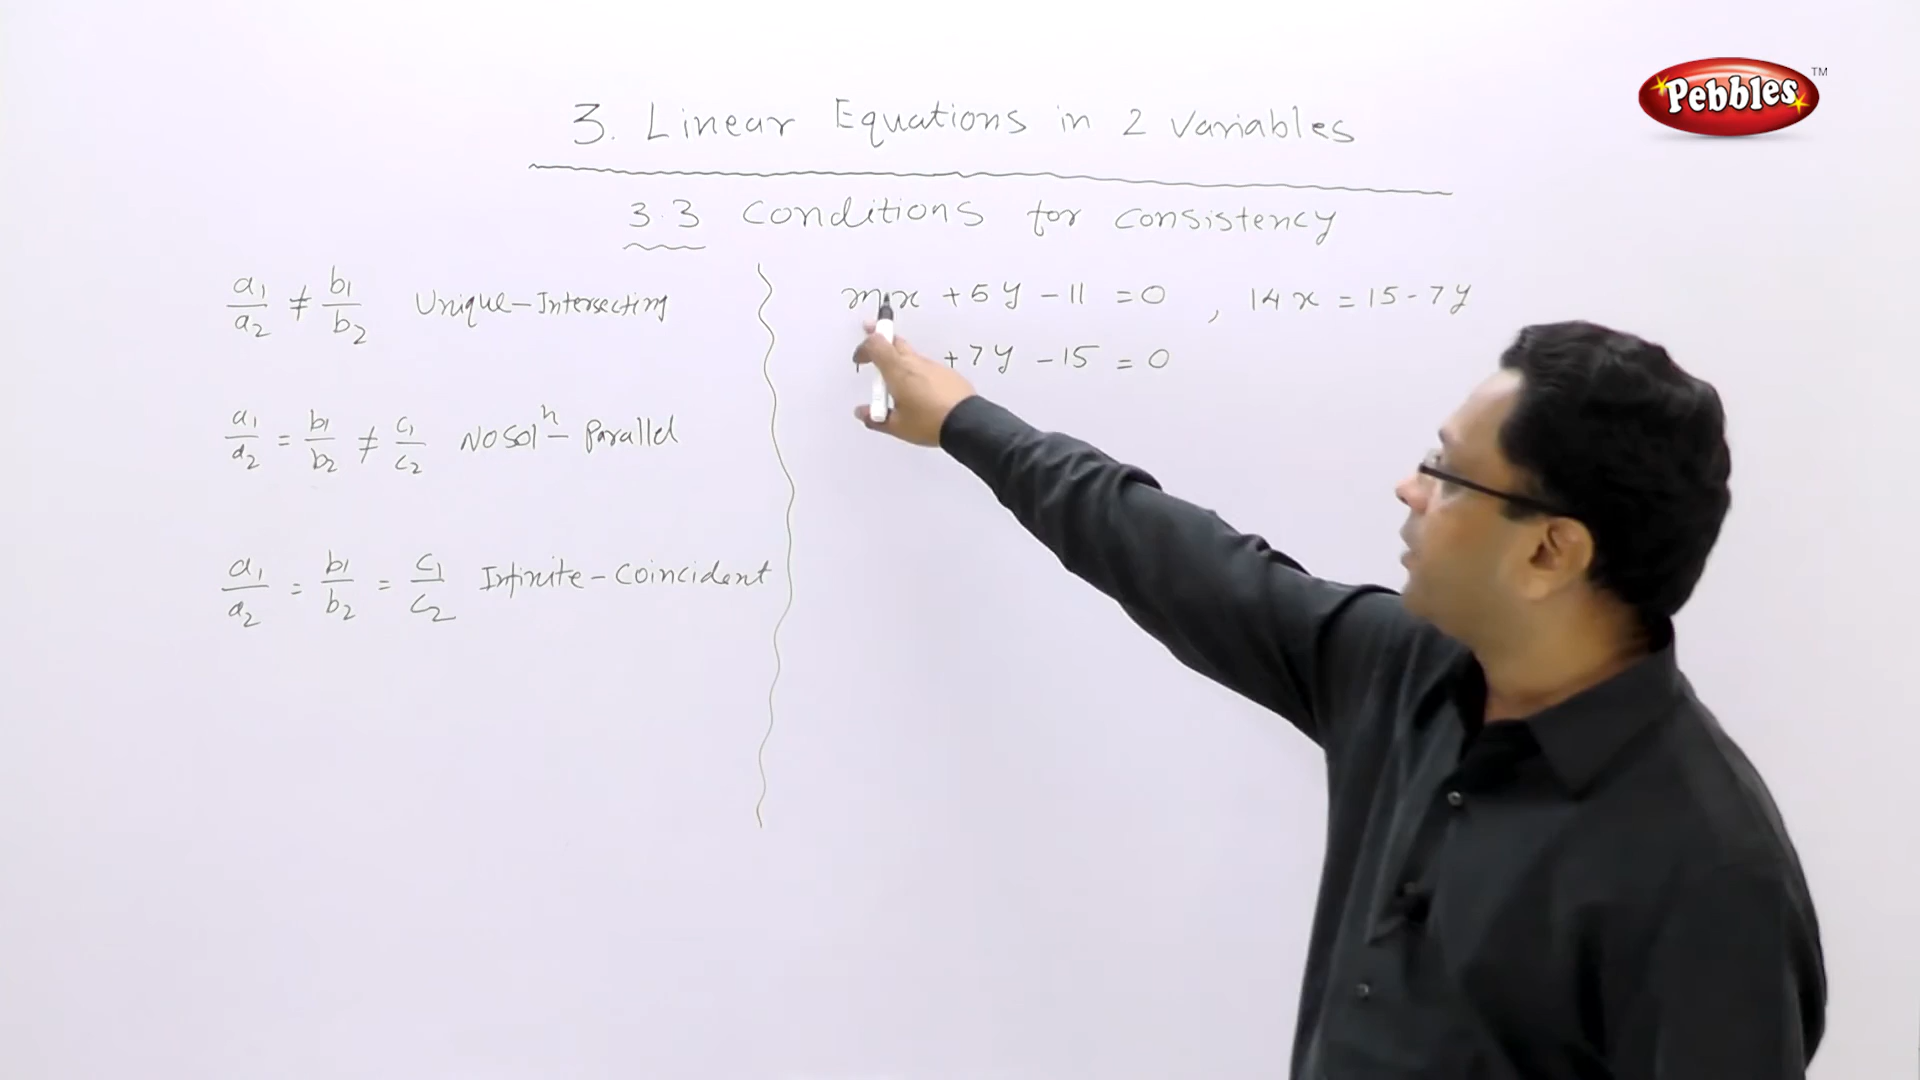 Pebbles TM
3. Linear Equations in 2 Variables
3.3 Conditions for Consistency
a₁/a₂ ≠ b₁/b₂ Unique-Intersecting
a₁/a₂ = b₁/b₂ ≠ c₁/c₂ No Solⁿ - Parallel
a₁/a₂ = b₁/b₂ = c₁/c₂ Infinite-Coincident
mx + 5y - 11 = 0 , 14x = 15-7y
+ 7y - 15 = 0